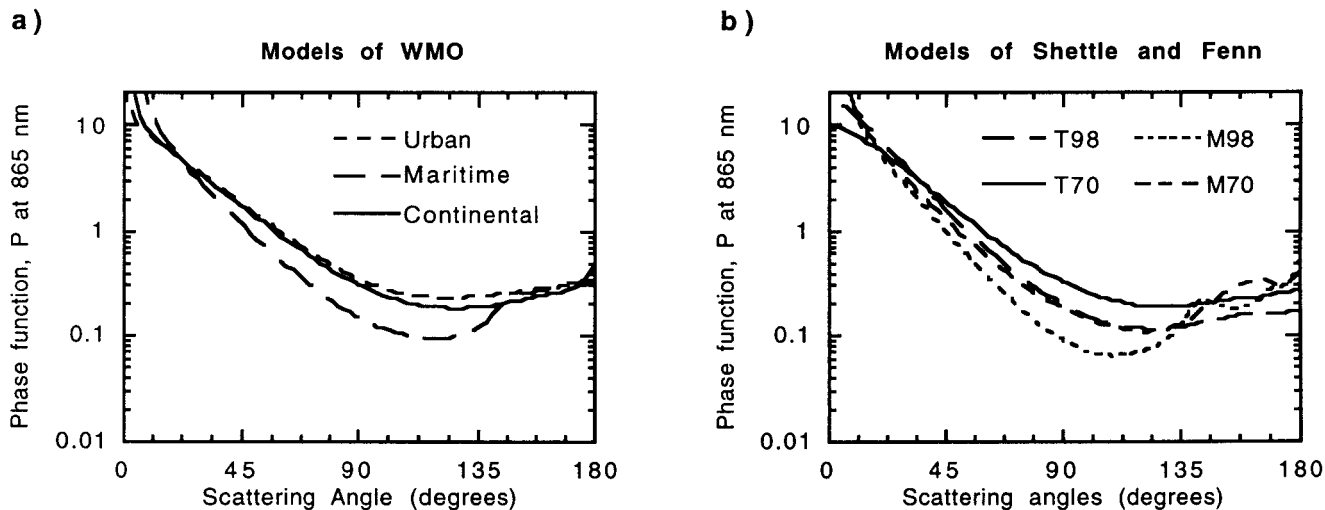 a)
Models of WMO
Phase function, P at 865 nm
10
1
0.1
0.01
Urban
Maritime
Continental
0 45 90 135 180
Scattering Angle (degrees)
b)
Models of Shettle and Fenn
Phase function, P at 865 nm
10
1
0.1
0.01
T98 M98
T70 M70
0 45 90 135 180
Scattering angles (degrees)